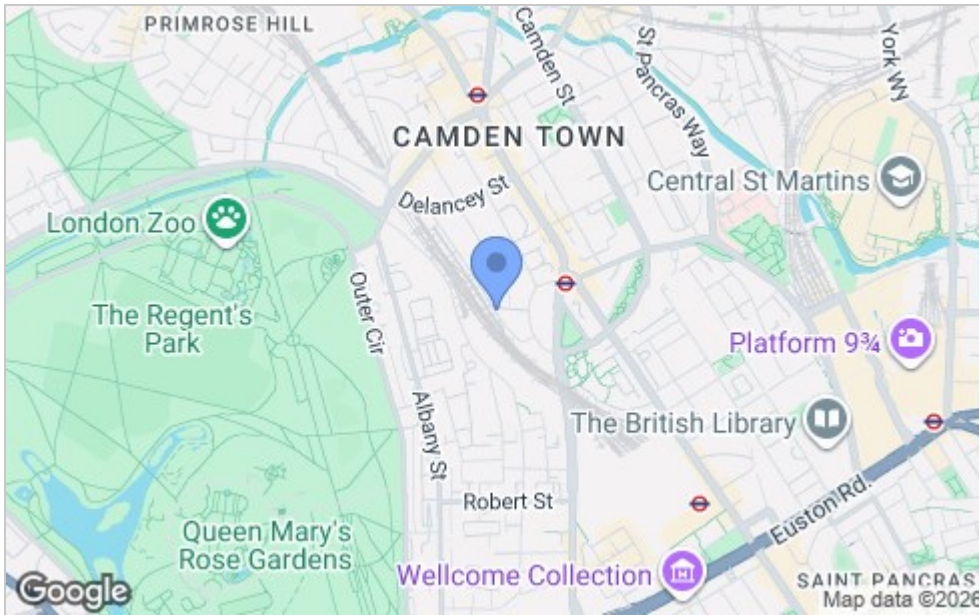 PRIMROSE HILL
Camden St
St Pancras Way
York Wy
CAMDEN TOWN
Central St Martins
Delancey St
London Zoo
Outer Cir
The Regent's
Park
Platform 9¾
Albany St
The British Library
Robert St
Euston Rd.
Queen Mary's
Rose Gardens
Wellcome Collection
SAINT PANCRAS
Google
Map data ©2026